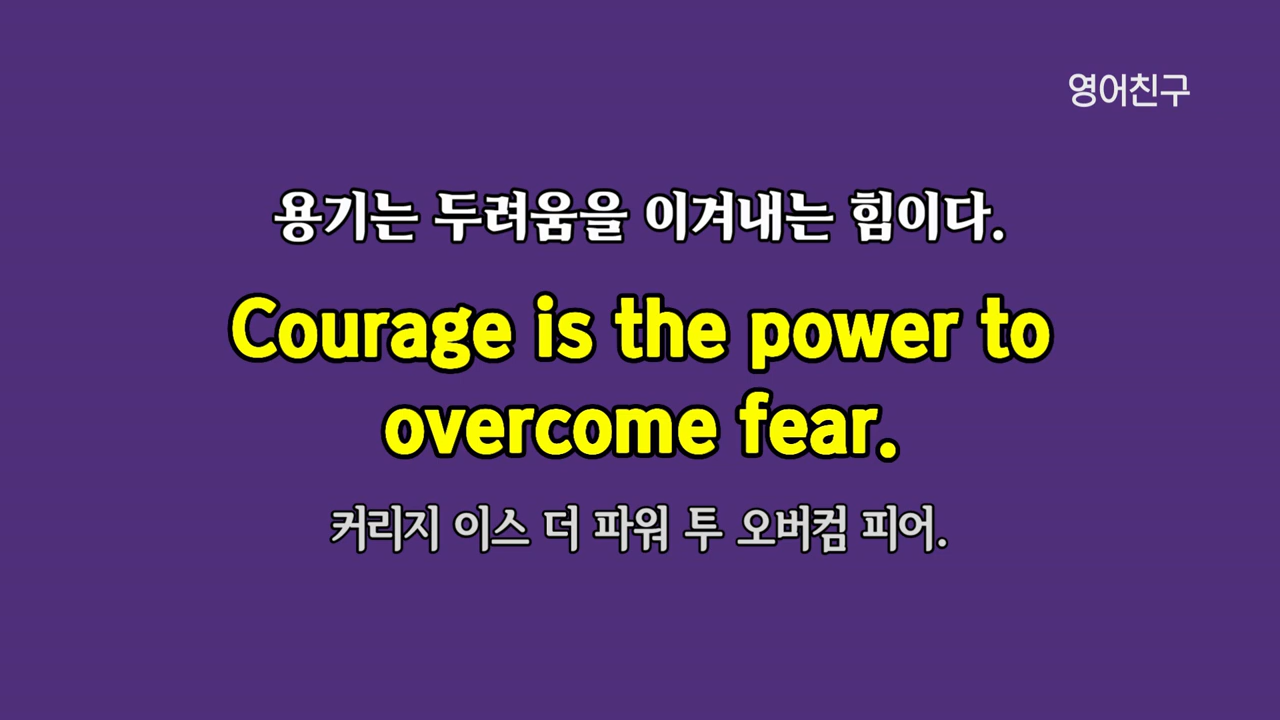 영어친구
용기는 두려움을 이겨내는 힘이다.
Courage is the power to
overcome fear.
커리지 이스 더 파워 투 오버컴 피어.